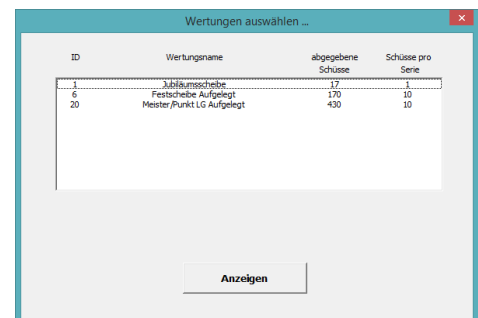 Wertungen auswählen ...
ID Wertungsname abgegebene Schüsse Schüsse pro Serie
1 Jubiläumsscheibe 17 1
6 Festscheibe Aufgelegt 170 10
20 Meister/Punkt LG Aufgelegt 430 10
Anzeigen